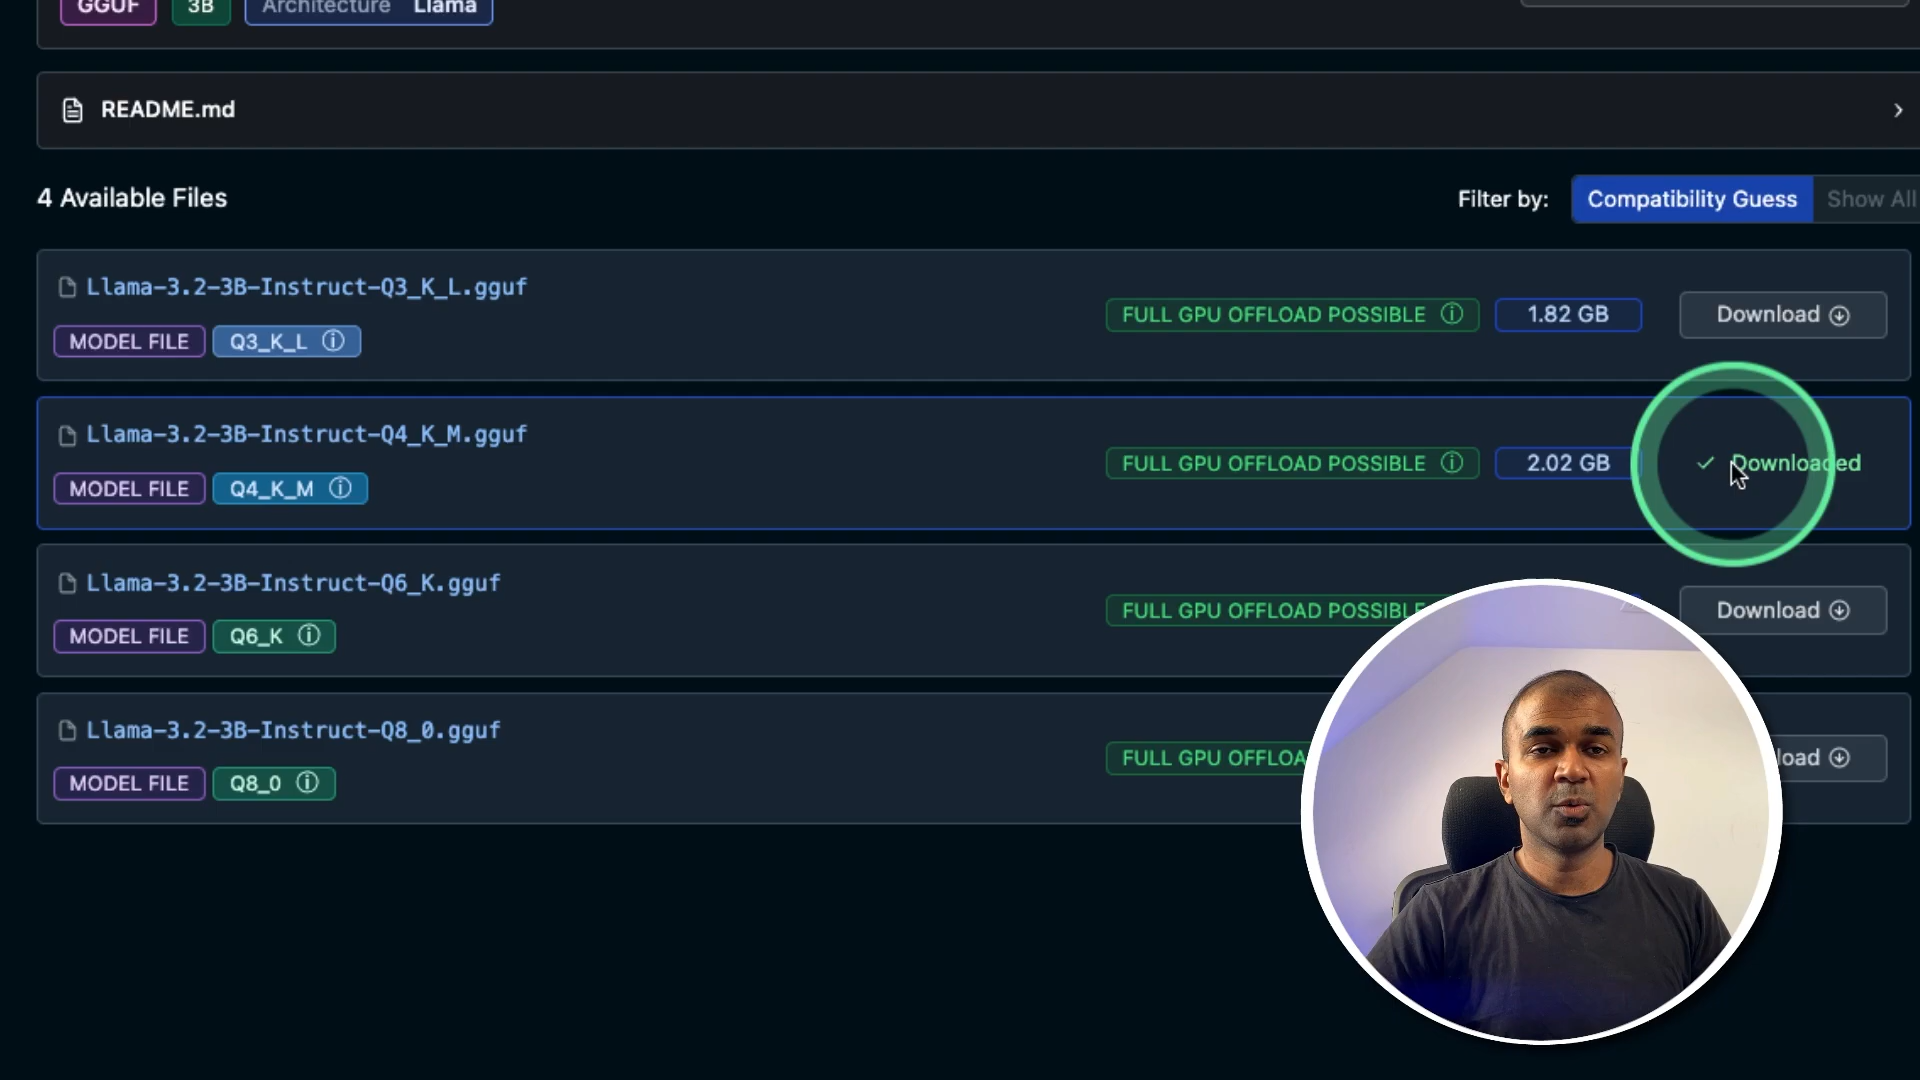 GGUF 3B Architecture Llama
README.md
4 Available Files
Filter by: Compatibility Guess Show All
Llama-3.2-3B-Instruct-Q3_K_L.gguf
MODEL FILE Q3_K_L
FULL GPU OFFLOAD POSSIBLE 1.82 GB Download
Llama-3.2-3B-Instruct-Q4_K_M.gguf
MODEL FILE Q4_K_M
FULL GPU OFFLOAD POSSIBLE 2.02 GB Downloaded
Llama-3.2-3B-Instruct-Q6_K.gguf
MODEL FILE Q6_K
FULL GPU OFFLOAD POSSIBLE Download
Llama-3.2-3B-Instruct-Q8_0.gguf
MODEL FILE Q8_0
FULL GPU OFFLOA load